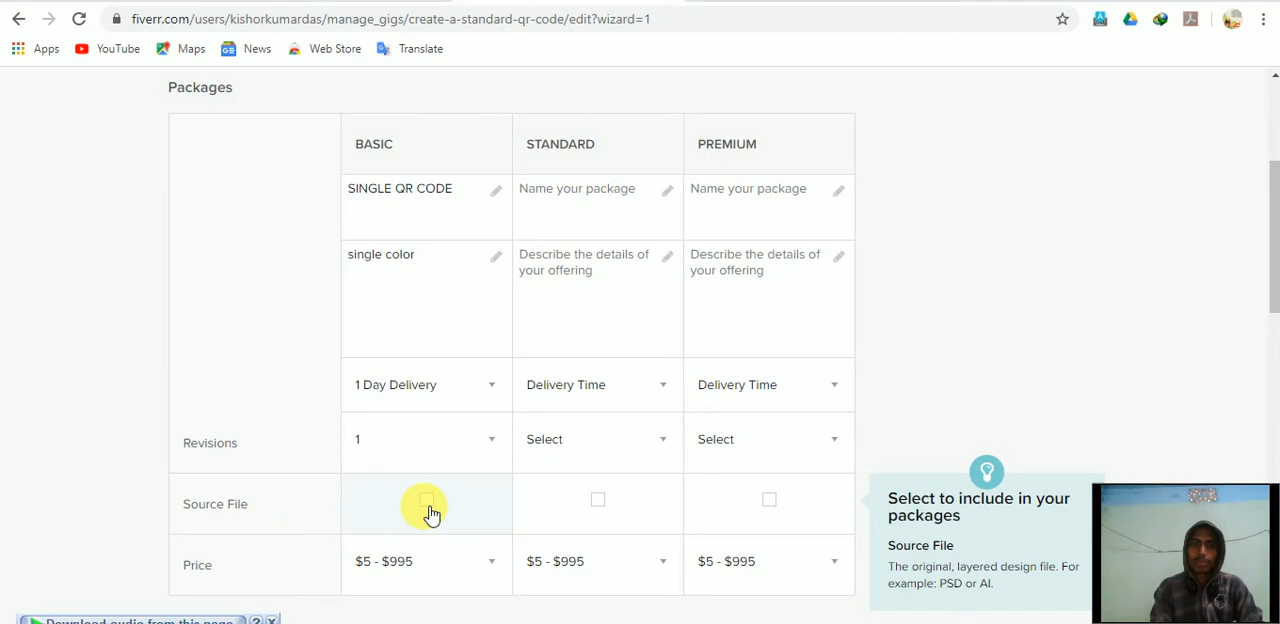 fiverr.com/users/kishorkumardas/manage_gigs/create-a-standard-qr-code/edit?wizard=1
Apps YouTube Maps News Web Store Translate
Packages
BASIC STANDARD PREMIUM
SINGLE QR CODE Name your package Name your package
single color Describe the details of your offering Describe the details of your offering
1 Day Delivery Delivery Time Delivery Time
Revisions 1 Select Select
Source File
Price $5 - $995 $5 - $995 $5 - $995
Select to include in your
packages
Source File
The original, layered design file. For
example: PSD or AI.
Download audio from this page ? X